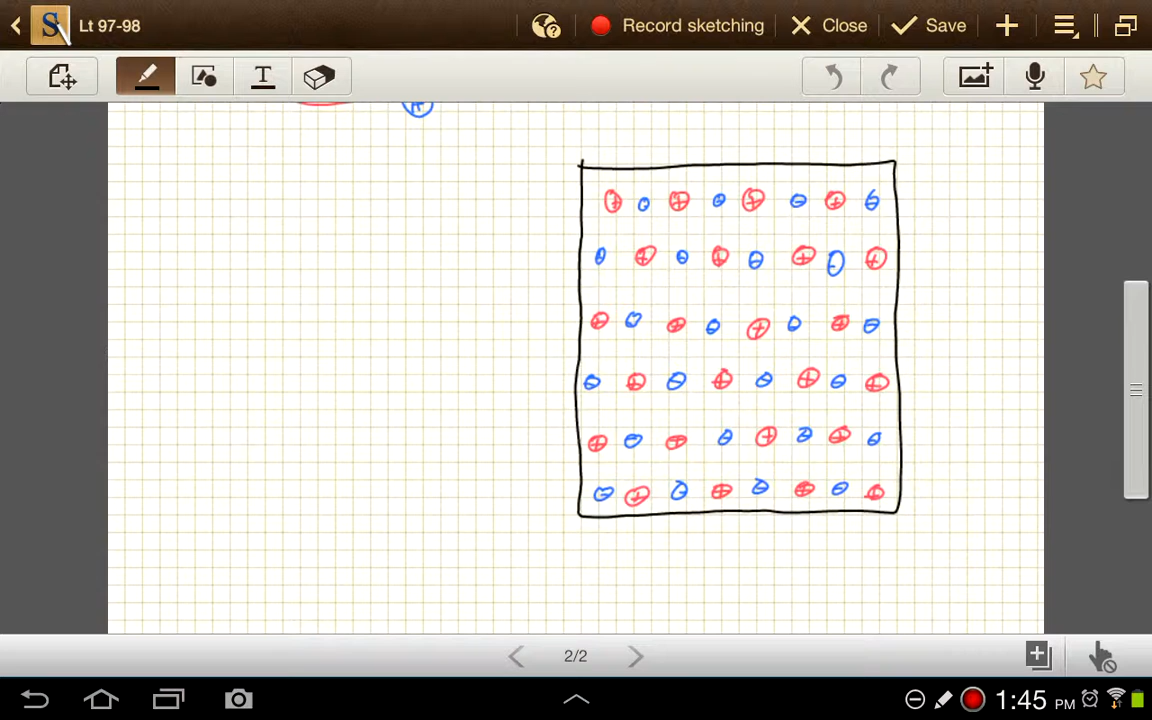 S Lt 97-98 Record sketching Close Save
T
+ + + + 
- + - + - + - +
+ - + - + - + -
- + - + - + - +
+ - + - + - + -
- + - + - + - +
2/2
1:45 PM